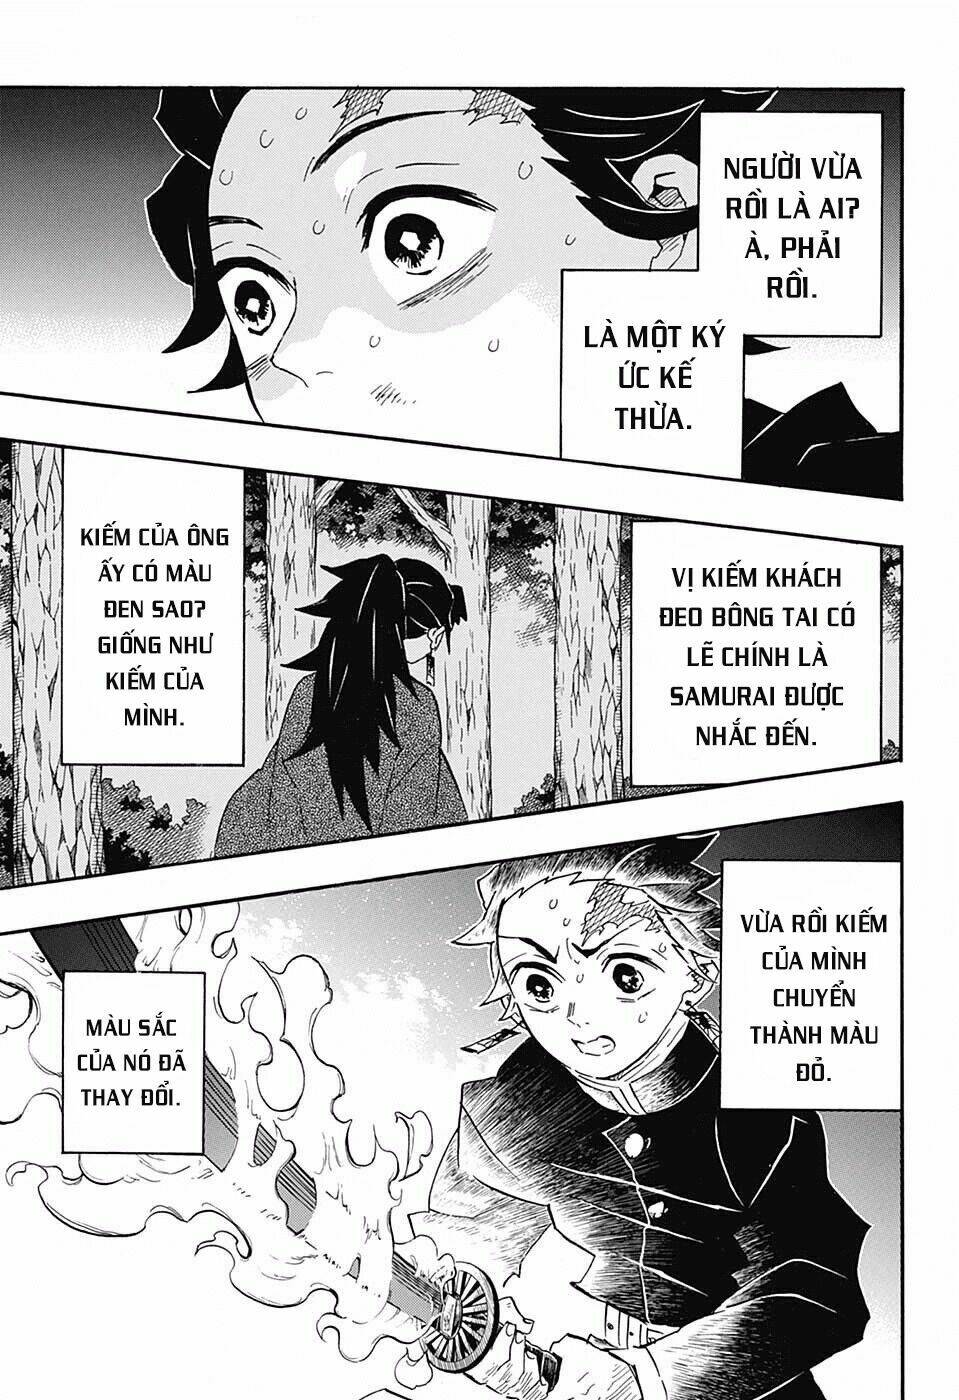 NGƯỜI VỪA
RỒI LÀ AI?
À, PHẢI
RỒI.
LÀ MỘT KÝ
ỨC KẾ
THỪA.
VỊ KIẾM KHÁCH
ĐEO BÔNG TAI CÓ
LẼ CHÍNH LÀ
SAMURAI ĐƯỢC
NHẮC ĐẾN.
KIẾM CỦA ÔNG
ẤY CÓ MÀU
ĐEN SAO?
GIỐNG NHƯ
KIẾM CỦA
MÌNH.
VỪA RỒI KIẾM
CỦA MÌNH
CHUYỂN
THÀNH MÀU
ĐỎ.
MÀU SẮC
CỦA NÓ ĐÃ
THAY ĐỔI.